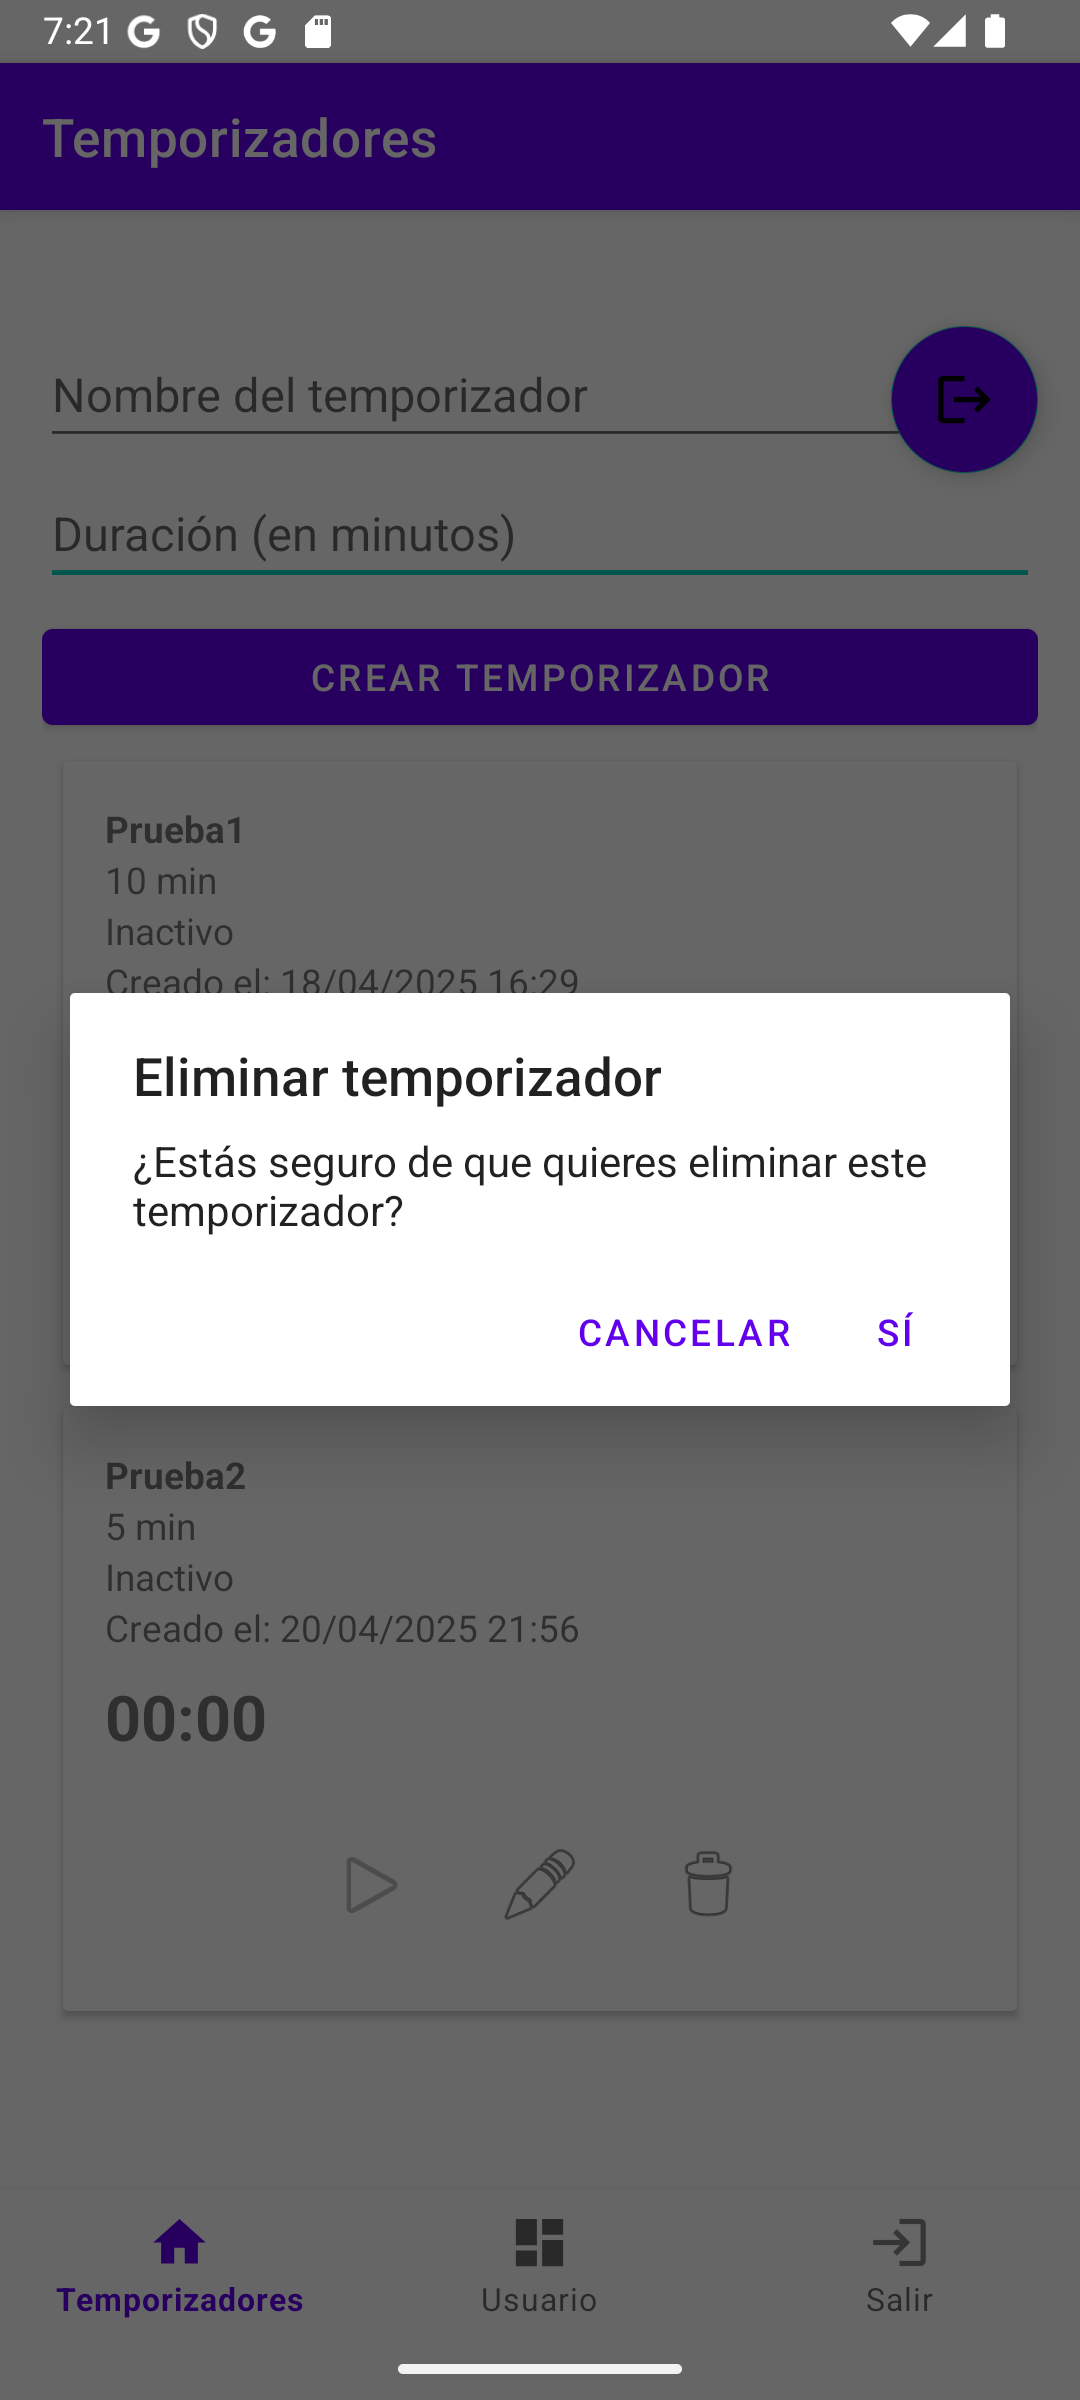 7:21
Temporizadores
Nombre del temporizador
Duración (en minutos)
CREAR TEMPORIZADOR
Prueba1
10 min
Inactivo
Creado el: 18/04/2025 16:29
Eliminar temporizador
¿Estás seguro de que quieres eliminar este
temporizador?
CANCELAR SÍ
Prueba2
5 min
Inactivo
Creado el: 20/04/2025 21:56
00:00
Temporizadores Usuario Salir